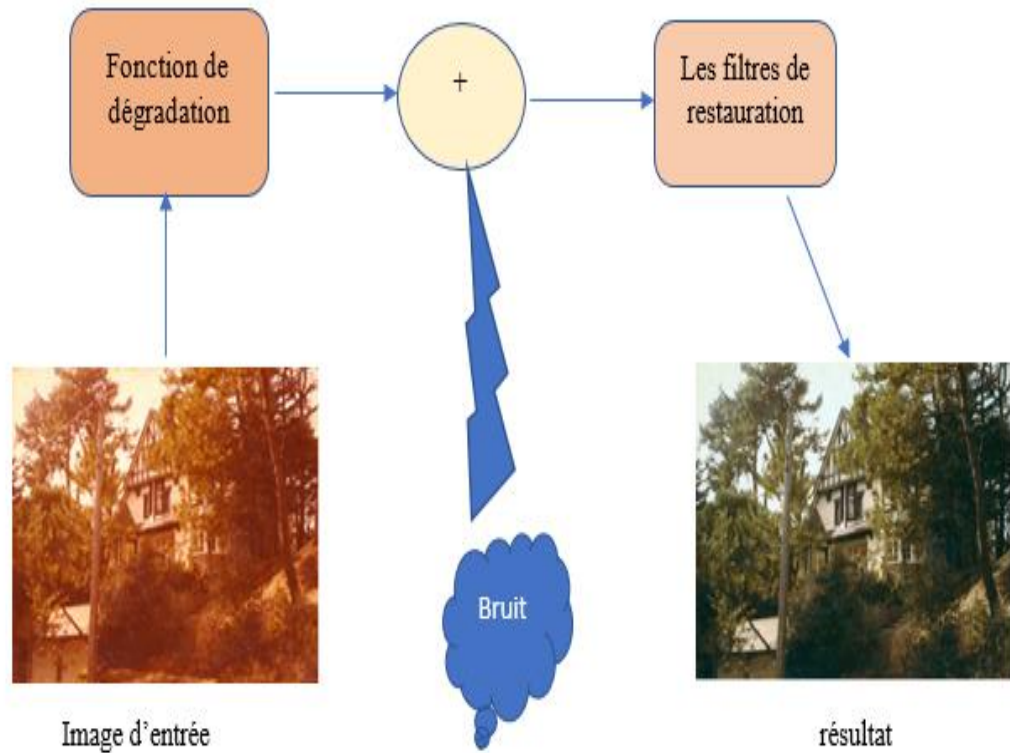 Fonction de
dégradation
+
Les filtres de
restauration
Bruit
Image d’entrée
résultat